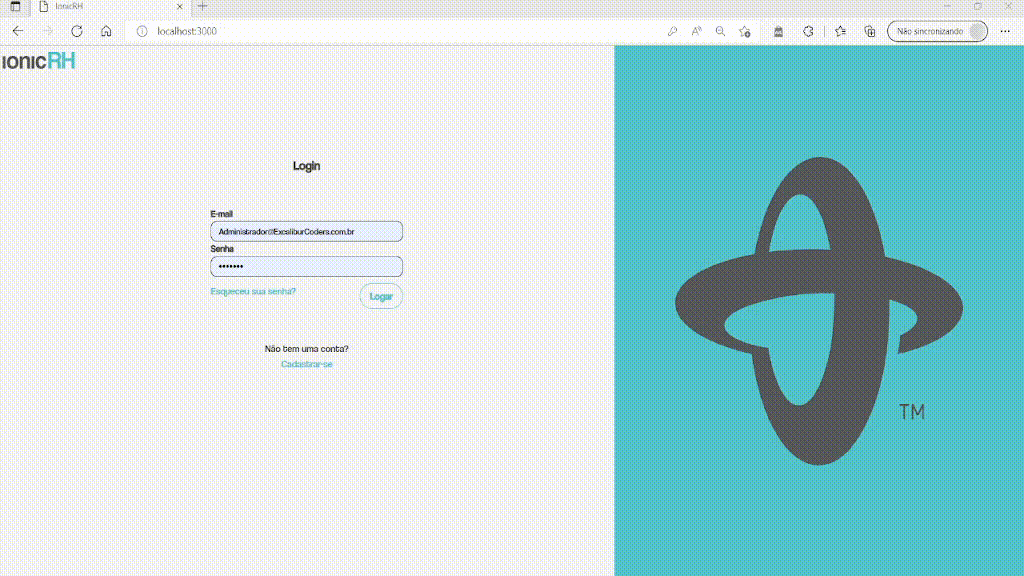 IonicRH
localhost:3000
Não sincronizando
ionicRH
Login
E-mail
Administrador@ExcaliburCoders.com.br
Senha
•••••••
Esqueceu sua senha?
Logar
Não tem uma conta?
Cadastrar-se
TM